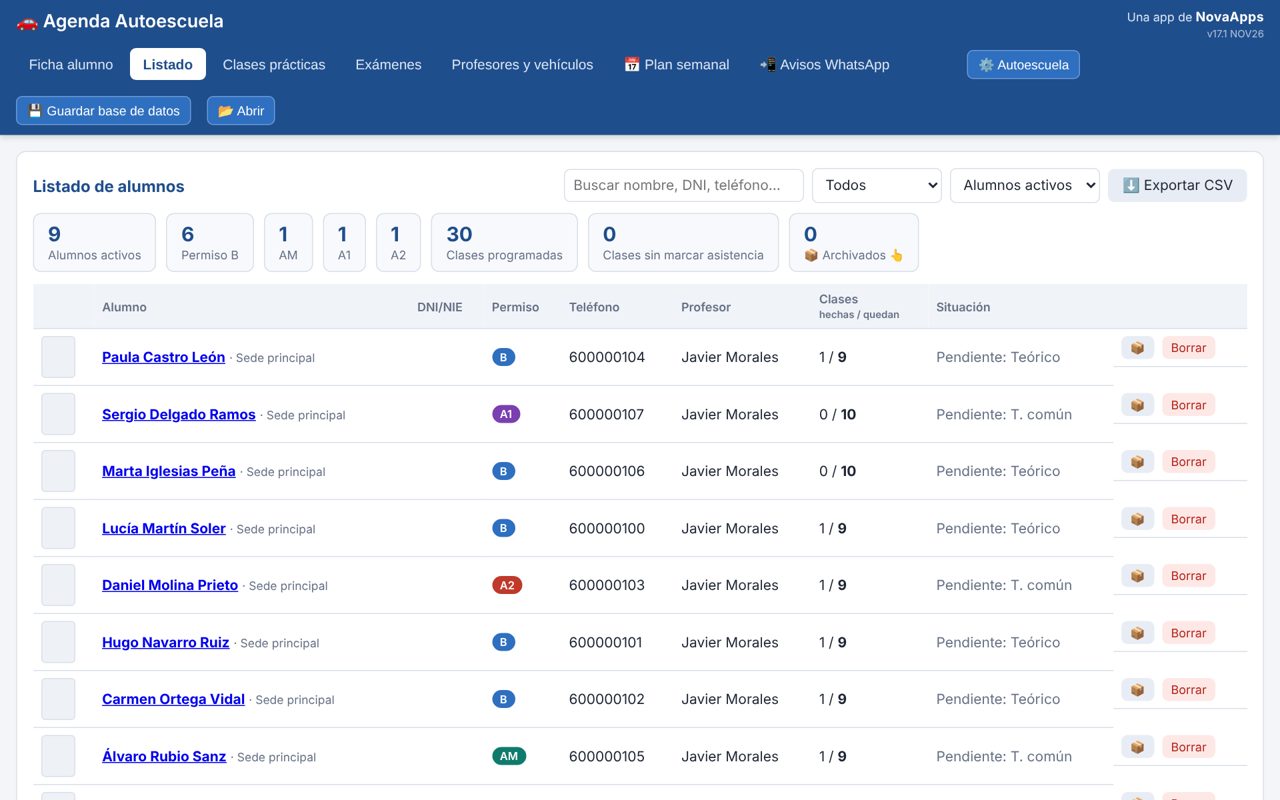 🚗 Agenda Autoescuela
Una app de NovaApps
v17.1 NOV26
Ficha alumno Listado Clases prácticas Exámenes Profesores y vehículos 📅 Plan semanal 📲 Avisos WhatsApp ⚙️ Autoescuela
💾 Guardar base de datos 📂 Abrir
Listado de alumnos Buscar nombre, DNI, teléfono... Todos Alumnos activos ⬇️ Exportar CSV
9 6 1 1 1 30 0 0
Alumnos activos Permiso B AM A1 A2 Clases programadas Clases sin marcar asistencia 📦 Archivados 👆
Alumno DNI/NIE Permiso Teléfono Profesor Clases hechas / quedan Situación
Paula Castro León · Sede principal B 600000104 Javier Morales 1 / 9 Pendiente: Teórico 📦 Borrar
Sergio Delgado Ramos · Sede principal A1 600000107 Javier Morales 0 / 10 Pendiente: T. común 📦 Borrar
Marta Iglesias Peña · Sede principal B 600000106 Javier Morales 0 / 10 Pendiente: Teórico 📦 Borrar
Lucía Martín Soler · Sede principal B 600000100 Javier Morales 1 / 9 Pendiente: Teórico 📦 Borrar
Daniel Molina Prieto · Sede principal A2 600000103 Javier Morales 1 / 9 Pendiente: T. común 📦 Borrar
Hugo Navarro Ruiz · Sede principal B 600000101 Javier Morales 1 / 9 Pendiente: Teórico 📦 Borrar
Carmen Ortega Vidal · Sede principal B 600000102 Javier Morales 1 / 9 Pendiente: Teórico 📦 Borrar
Álvaro Rubio Sanz · Sede principal AM 600000105 Javier Morales 1 / 9 Pendiente: T. común 📦 Borrar